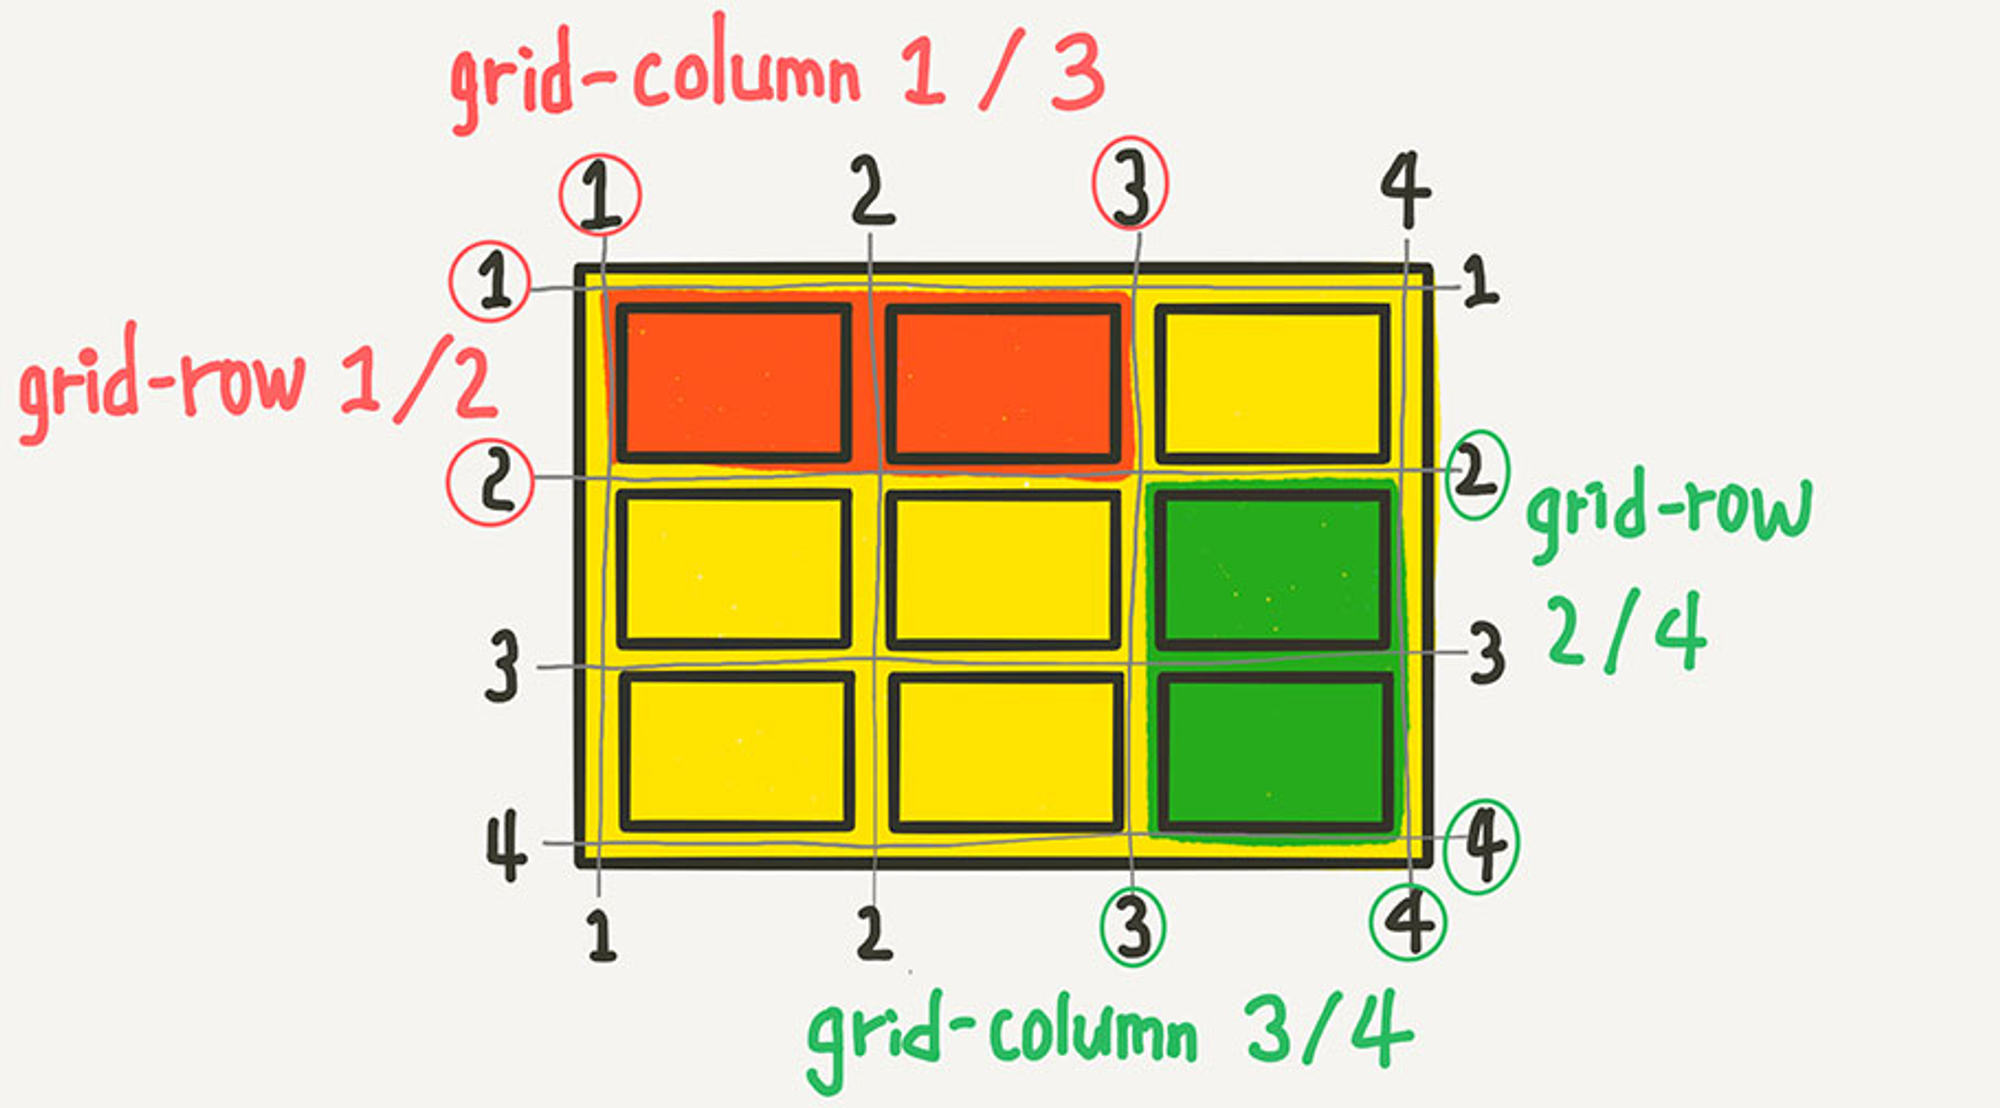 grid-column 1 / 3
1 2 3 4
1 1
grid-row 1/2
2 2
grid-row
2/4
3 3
4 4
1 2 3 4
grid-column 3/4